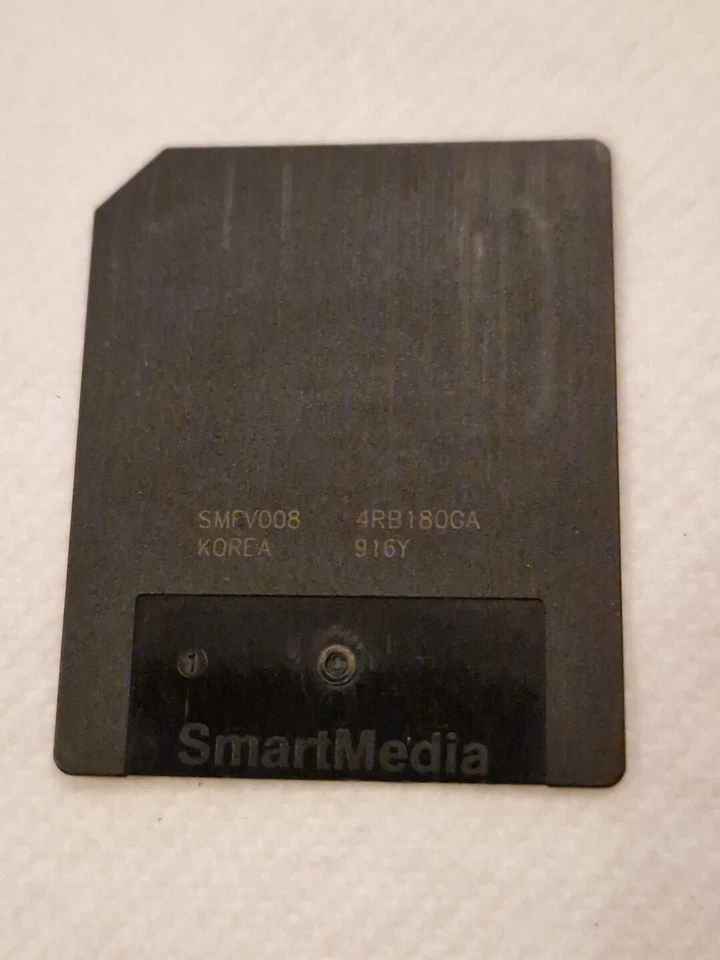 SMFV008 4RB180GA
KOREA 916Y
1
SmartMedia